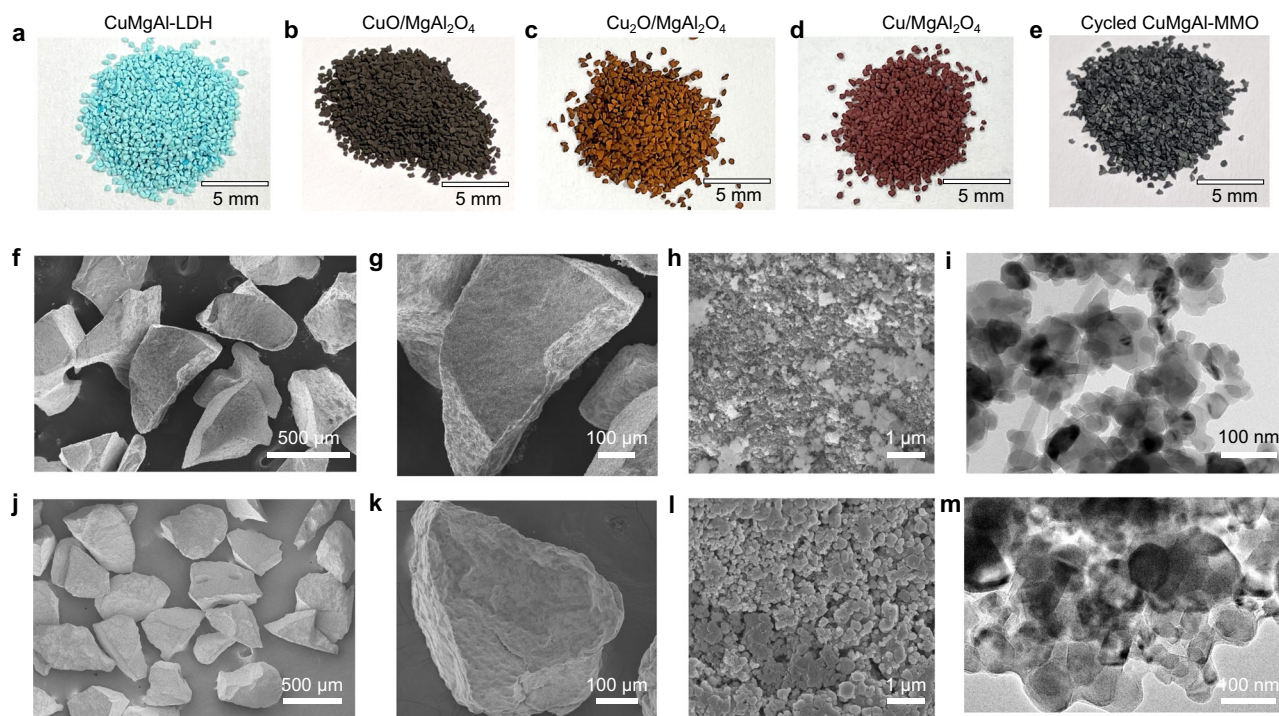 a
CuMgAl-LDH
b
CuO/MgAl₂O₄
c
Cu₂O/MgAl₂O₄
d
Cu/MgAl₂O₄
e
Cycled CuMgAl-MMO
5 mm
5 mm
5 mm
5 mm
5 mm
f
g
h
i
500 µm
100 µm
1 µm
100 nm
j
k
l
m
500 µm
100 µm
1 µm
100 nm